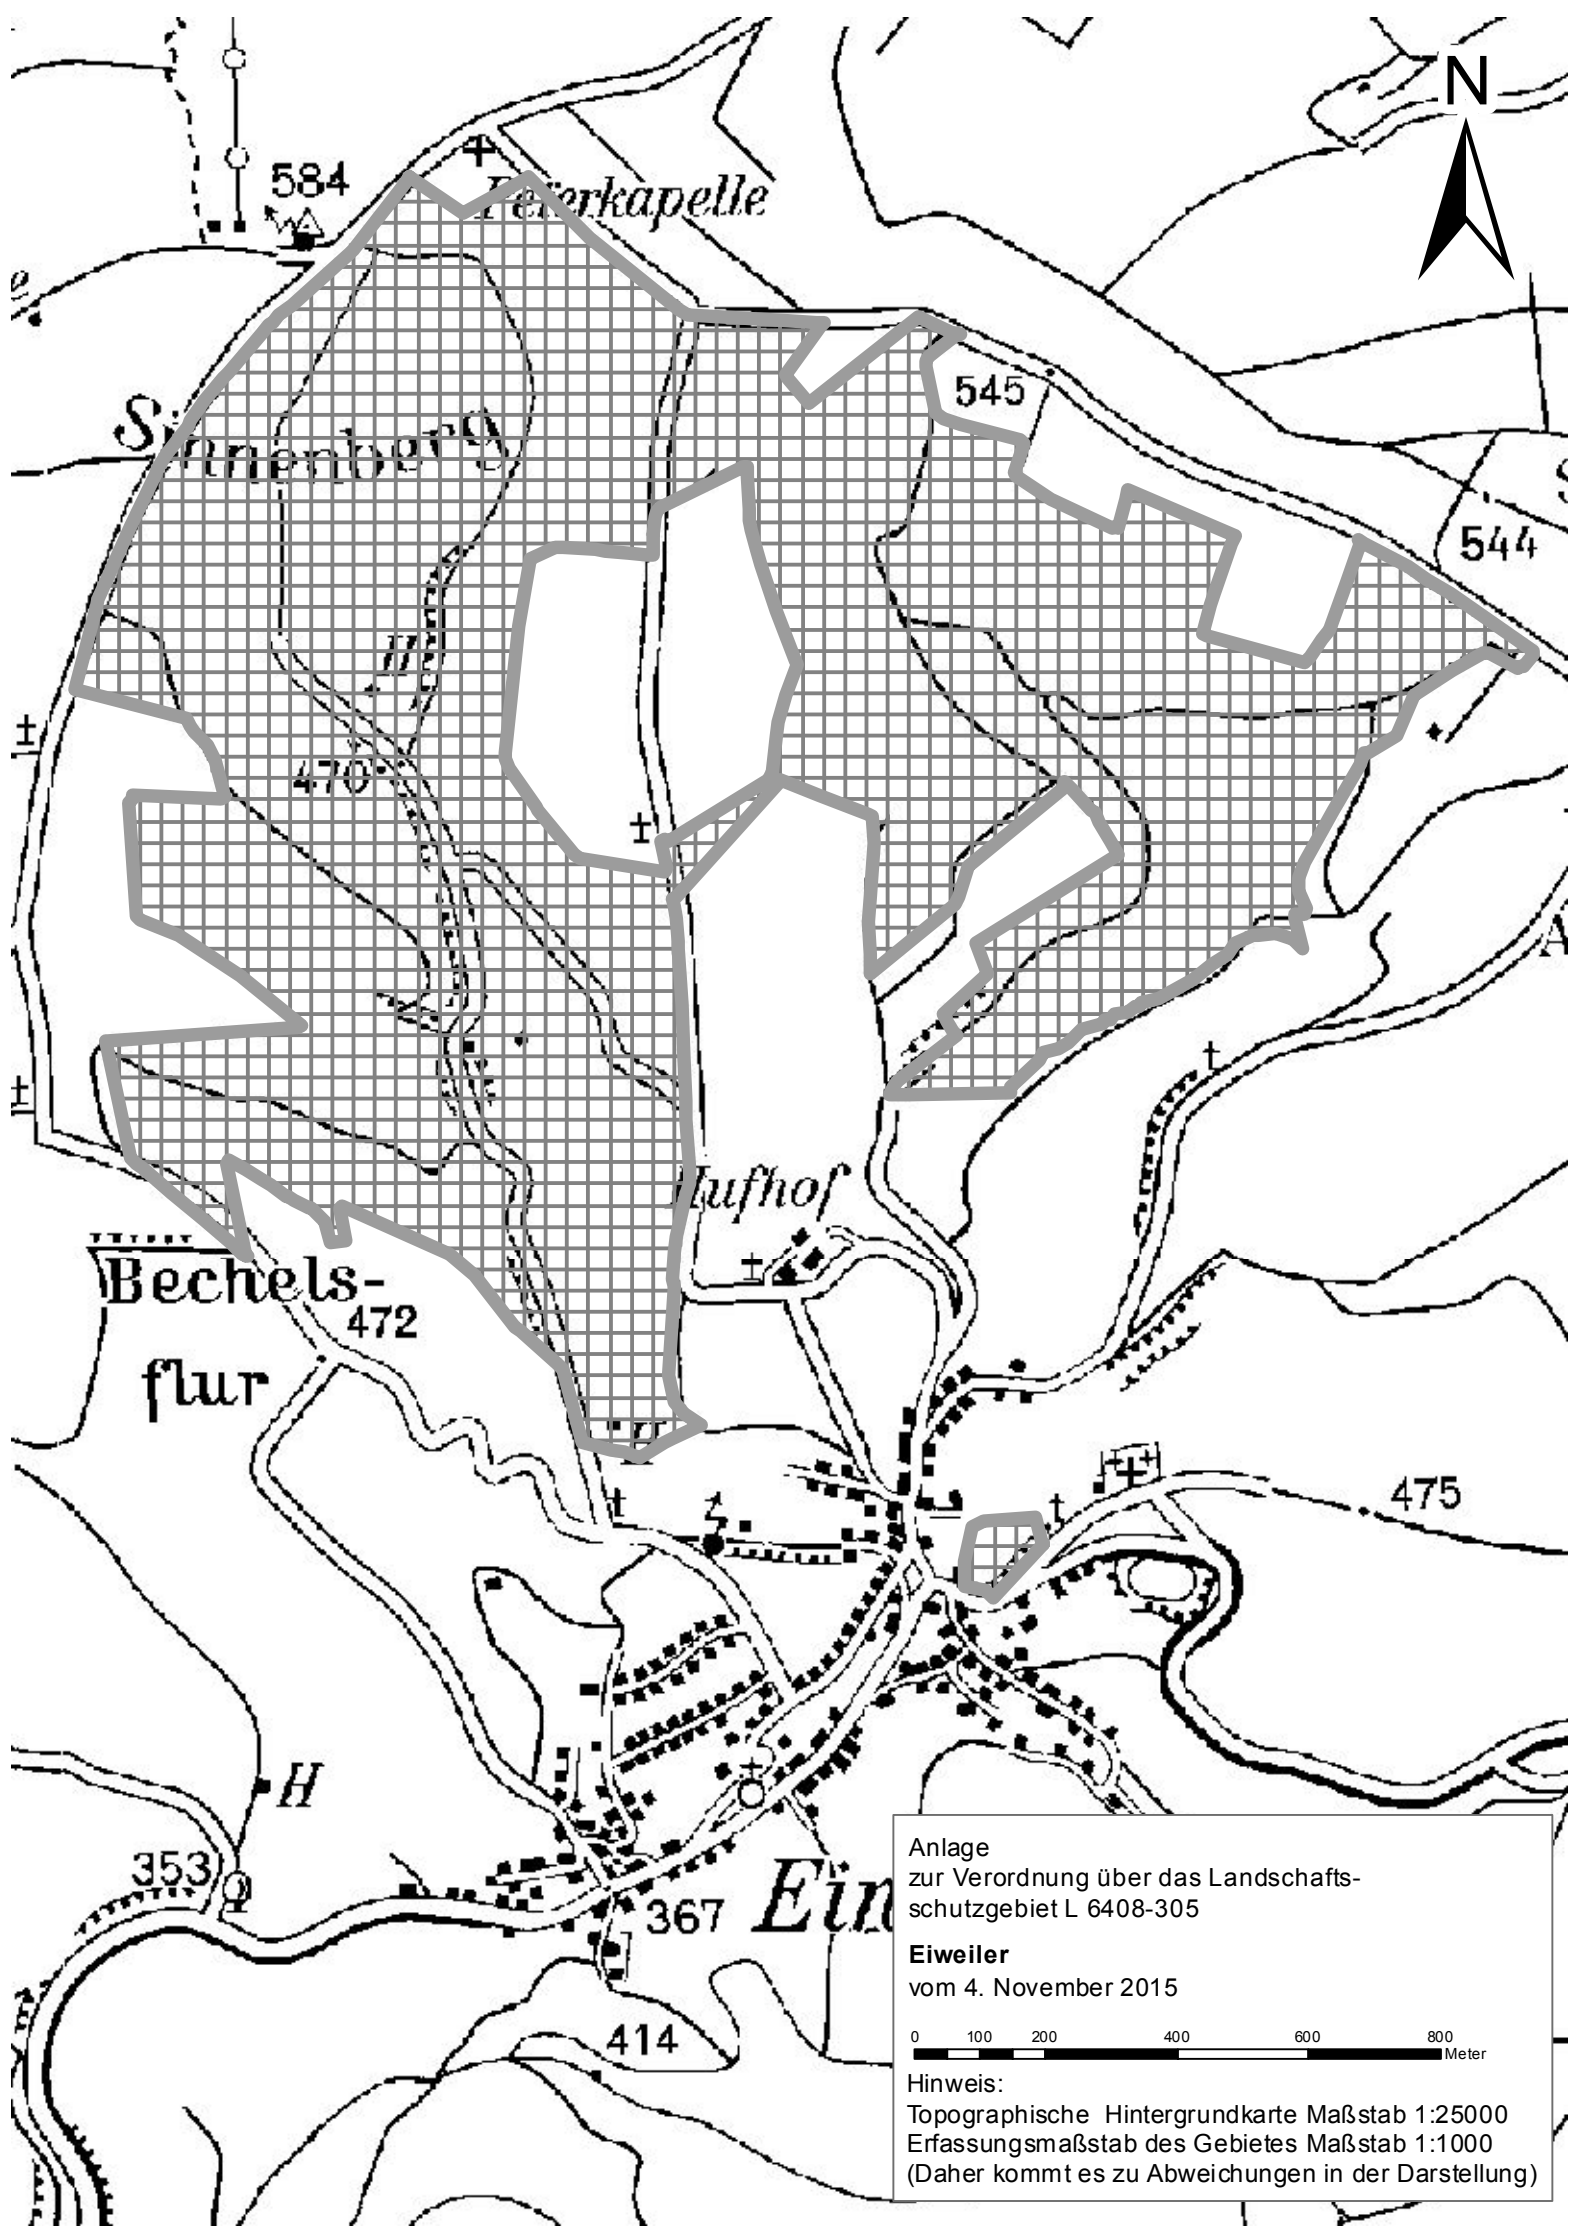 N
584
Peterkapelle
Sinnenberg
545
544
H
470
Hufhof
Bechels-
472
flur
H
475
H
353
367
Ein
414
Anlage
zur Verordnung über das Landschafts-
schutzgebiet L 6408-305
Eiweiler
vom 4. November 2015
0 100 200 400 600 800
Meter
Hinweis:
Topographische Hintergrundkarte Maßstab 1:25000
Erfassungsmaßstab des Gebietes Maßstab 1:1000
(Daher kommt es zu Abweichungen in der Darstellung)